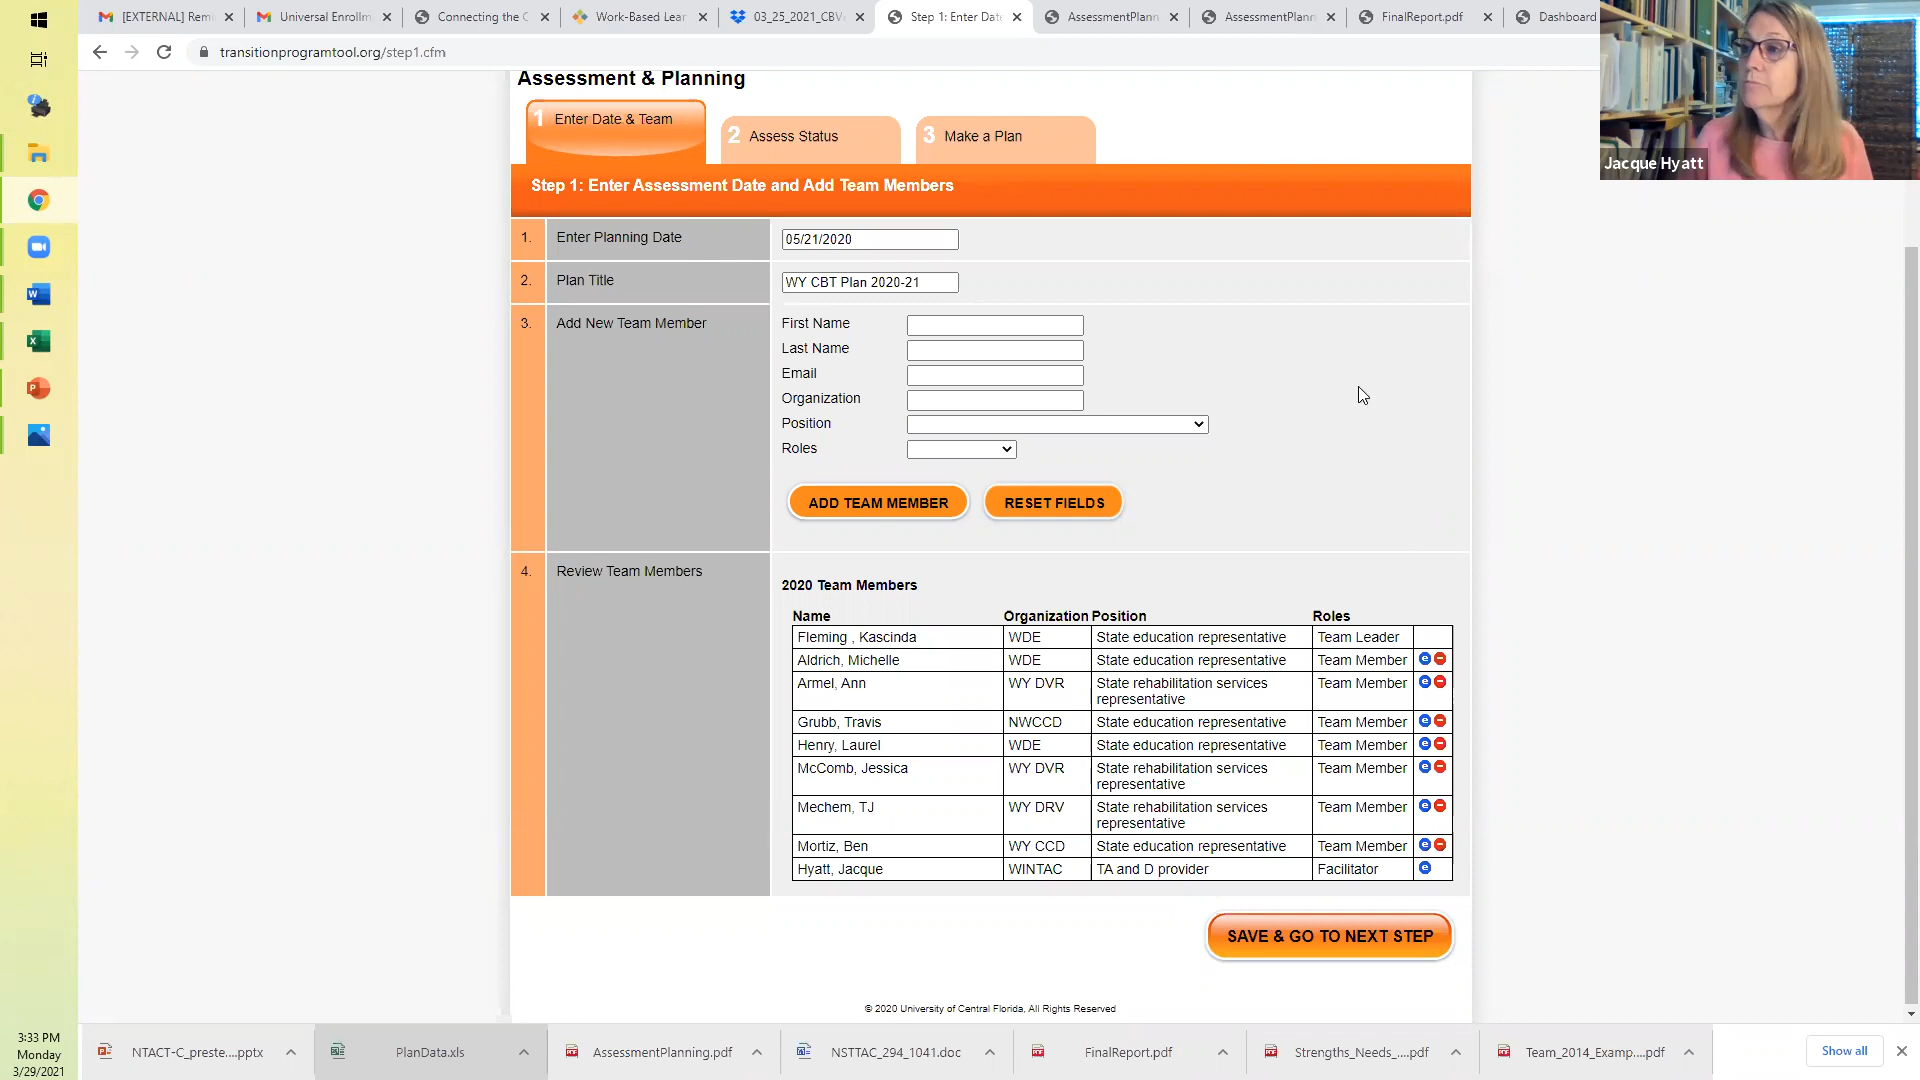 [EXTERNAL] Remi
Universal Enrollm
Connecting the C
Work-Based Lear
03_25_2021_CBV
Step 1: Enter Date
AssessmentPlann
AssessmentPlann
FinalReport.pdf
Dashboard
transitionprogramtool.org/step1.cfm
Jacque Hyatt
Assessment & Planning
1 Enter Date & Team
2 Assess Status
3 Make a Plan
Step 1: Enter Assessment Date and Add Team Members
1. Enter Planning Date 05/21/2020
2. Plan Title WY CBT Plan 2020-21
3. Add New Team Member First Name
Last Name
Email
Organization
Position
Roles
ADD TEAM MEMBER RESET FIELDS
4. Review Team Members
2020 Team Members
Name Organization Position Roles
Fleming , Kascinda WDE State education representative Team Leader
Aldrich, Michelle WDE State education representative Team Member e
Armel, Ann WY DVR State rehabilitation services Team Member e
representative
Grubb, Travis NWCCD State education representative Team Member e
Henry, Laurel WDE State education representative Team Member e
McComb, Jessica WY DVR State rehabilitation services Team Member e
representative
Mechem, TJ WY DRV State rehabilitation services Team Member e
representative
Mortiz, Ben WY CCD State education representative Team Member e
Hyatt, Jacque WINTAC TA and D provider Facilitator e
SAVE & GO TO NEXT STEP
© 2020 University of Central Florida, All Rights Reserved
3:33 PM
Monday
3/29/2021
NTACT-C_preste....pptx
PlanData.xls
AssessmentPlanning.pdf
NSTTAC_294_1041.doc
FinalReport.pdf
Strengths_Needs_....pdf
Team_2014_Examp....pdf
Show all